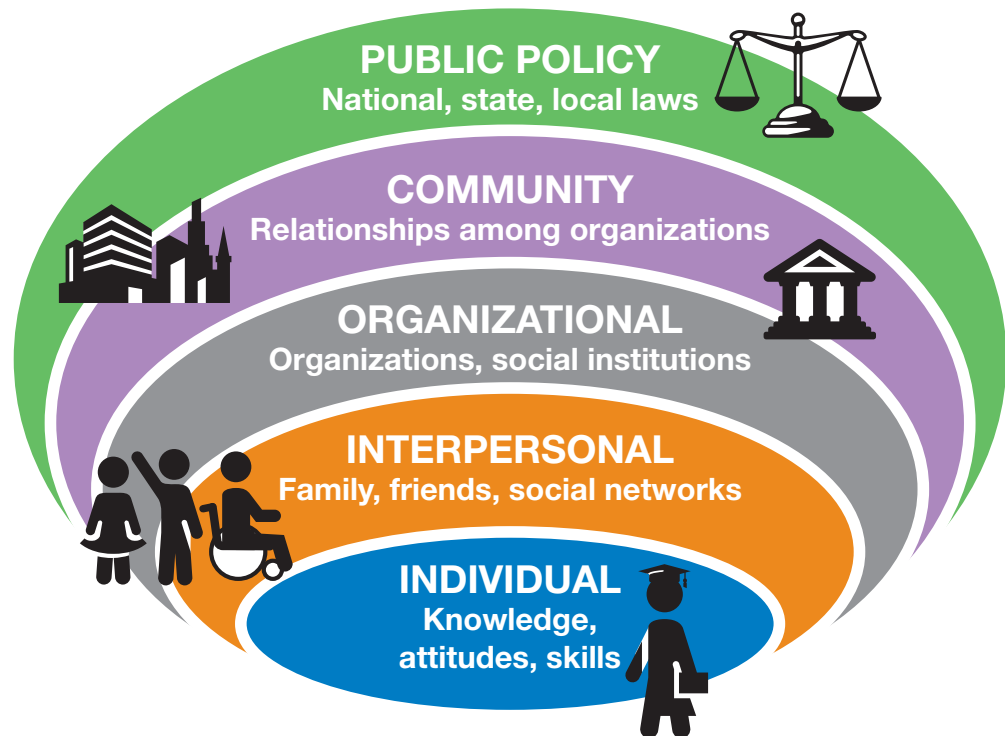 PUBLIC POLICY
National, state, local laws
COMMUNITY
Relationships among organizations
ORGANIZATIONAL
Organizations, social institutions
INTERPERSONAL
Family, friends, social networks
INDIVIDUAL
Knowledge,
attitudes, skills